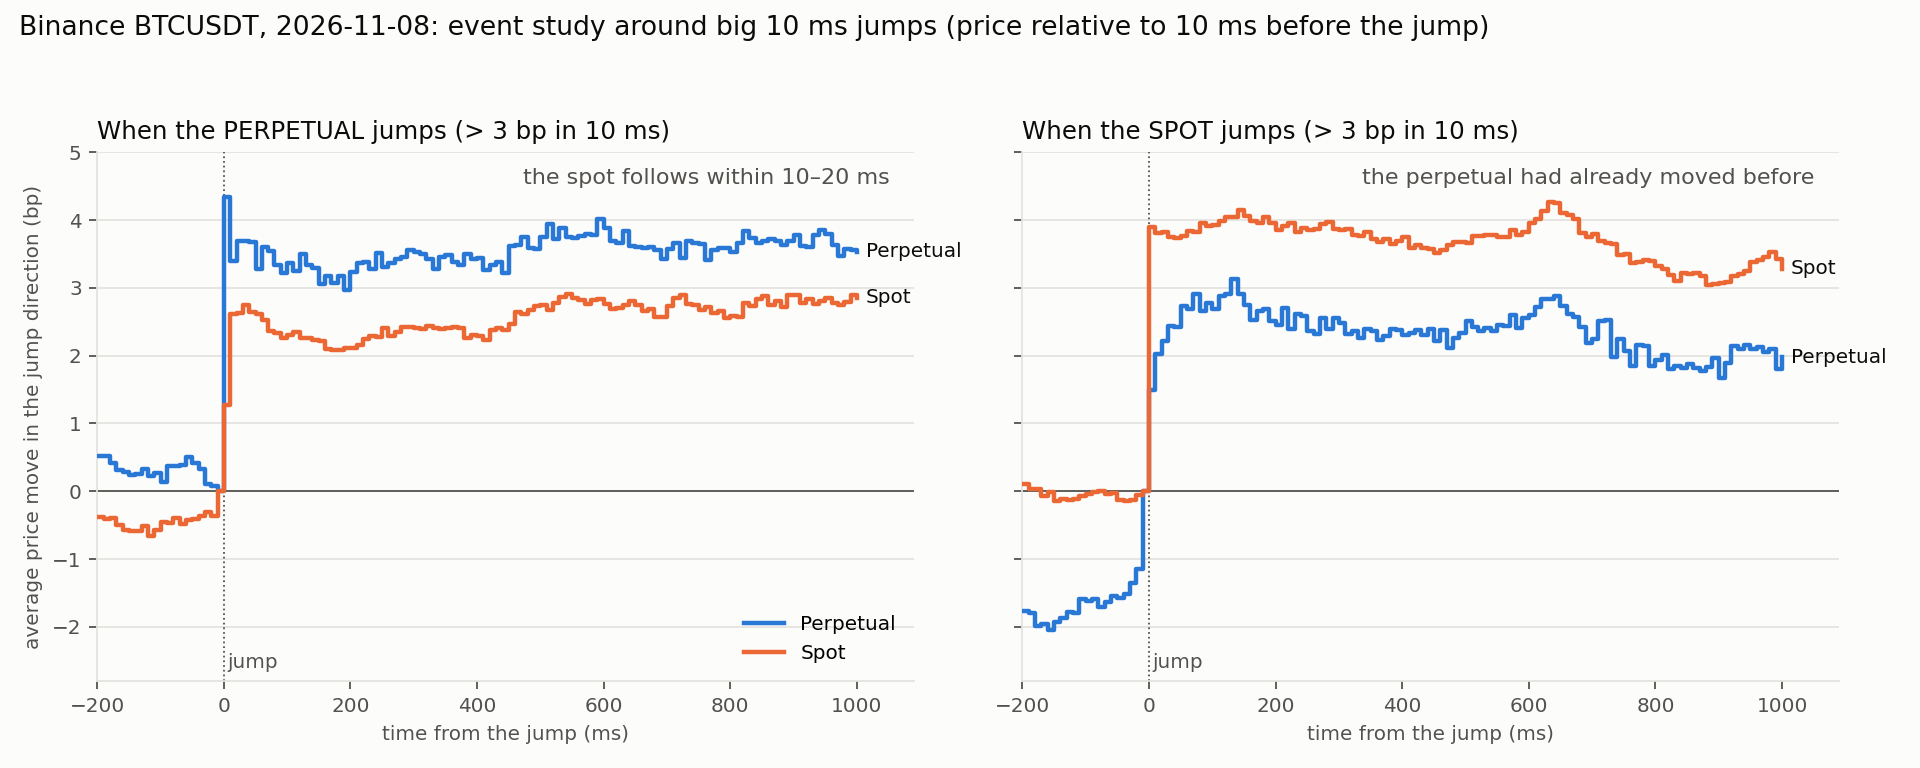 Binance BTCUSDT, 2026-11-08: event study around big 10 ms jumps (price relative to 10 ms before the jump)
When the PERPETUAL jumps (> 3 bp in 10 ms)
the spot follows within 10–20 ms
average price move in the jump direction (bp)
5
4
3
2
1
0
−1
−2
Perpetual
Spot
Perpetual
Spot
jump
−200
0
200
400
600
800
1000
time from the jump (ms)
When the SPOT jumps (> 3 bp in 10 ms)
the perpetual had already moved before
Spot
Perpetual
jump
−200
0
200
400
600
800
1000
time from the jump (ms)